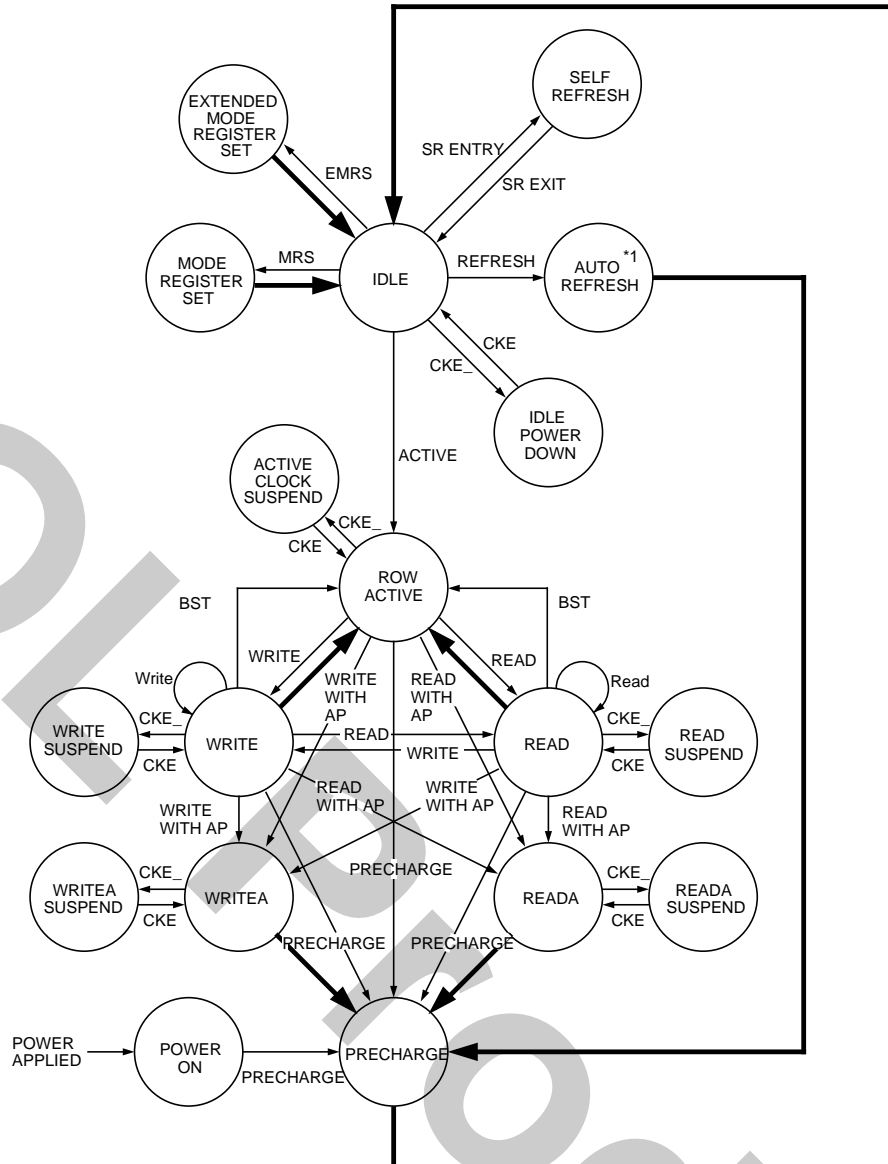 SELF
REFRESH
EXTENDED
MODE
REGISTER
SET
SR ENTRY
EMRS
SR EXIT
MODE
REGISTER
SET
MRS
IDLE
REFRESH
AUTO *1
REFRESH
CKE
CKE_
IDLE
POWER
DOWN
ACTIVE
ACTIVE
CLOCK
SUSPEND
CKE_
CKE
ROW
ACTIVE
BST
BST
WRITE
READ
WRITE
WITH
AP
READ
WITH
AP
Write
Read
WRITE
SUSPEND
CKE_
CKE
WRITE
READ
WRITE
READ
CKE_
CKE
READ
SUSPEND
READ
WITH AP
WRITE
WITH AP
WRITE
WITH AP
READ
WITH AP
WRITEA
SUSPEND
CKE_
CKE
WRITEA
PRECHARGE
READA
CKE_
CKE
READA
SUSPEND
PRECHARGE
PRECHARGE
POWER
APPLIED
POWER
ON
PRECHARGE
PRECHARGE
L Pro